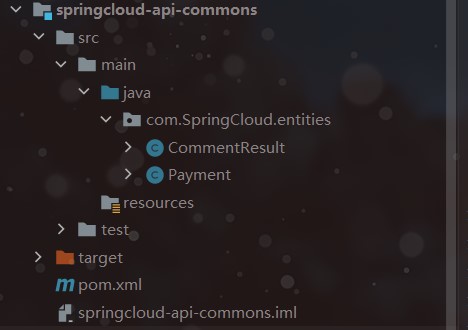 springcloud-api-commons
src
main
java
com.SpringCloud.entities
C CommentResult
C Payment
resources
test
target
m pom.xml
springcloud-api-commons.iml